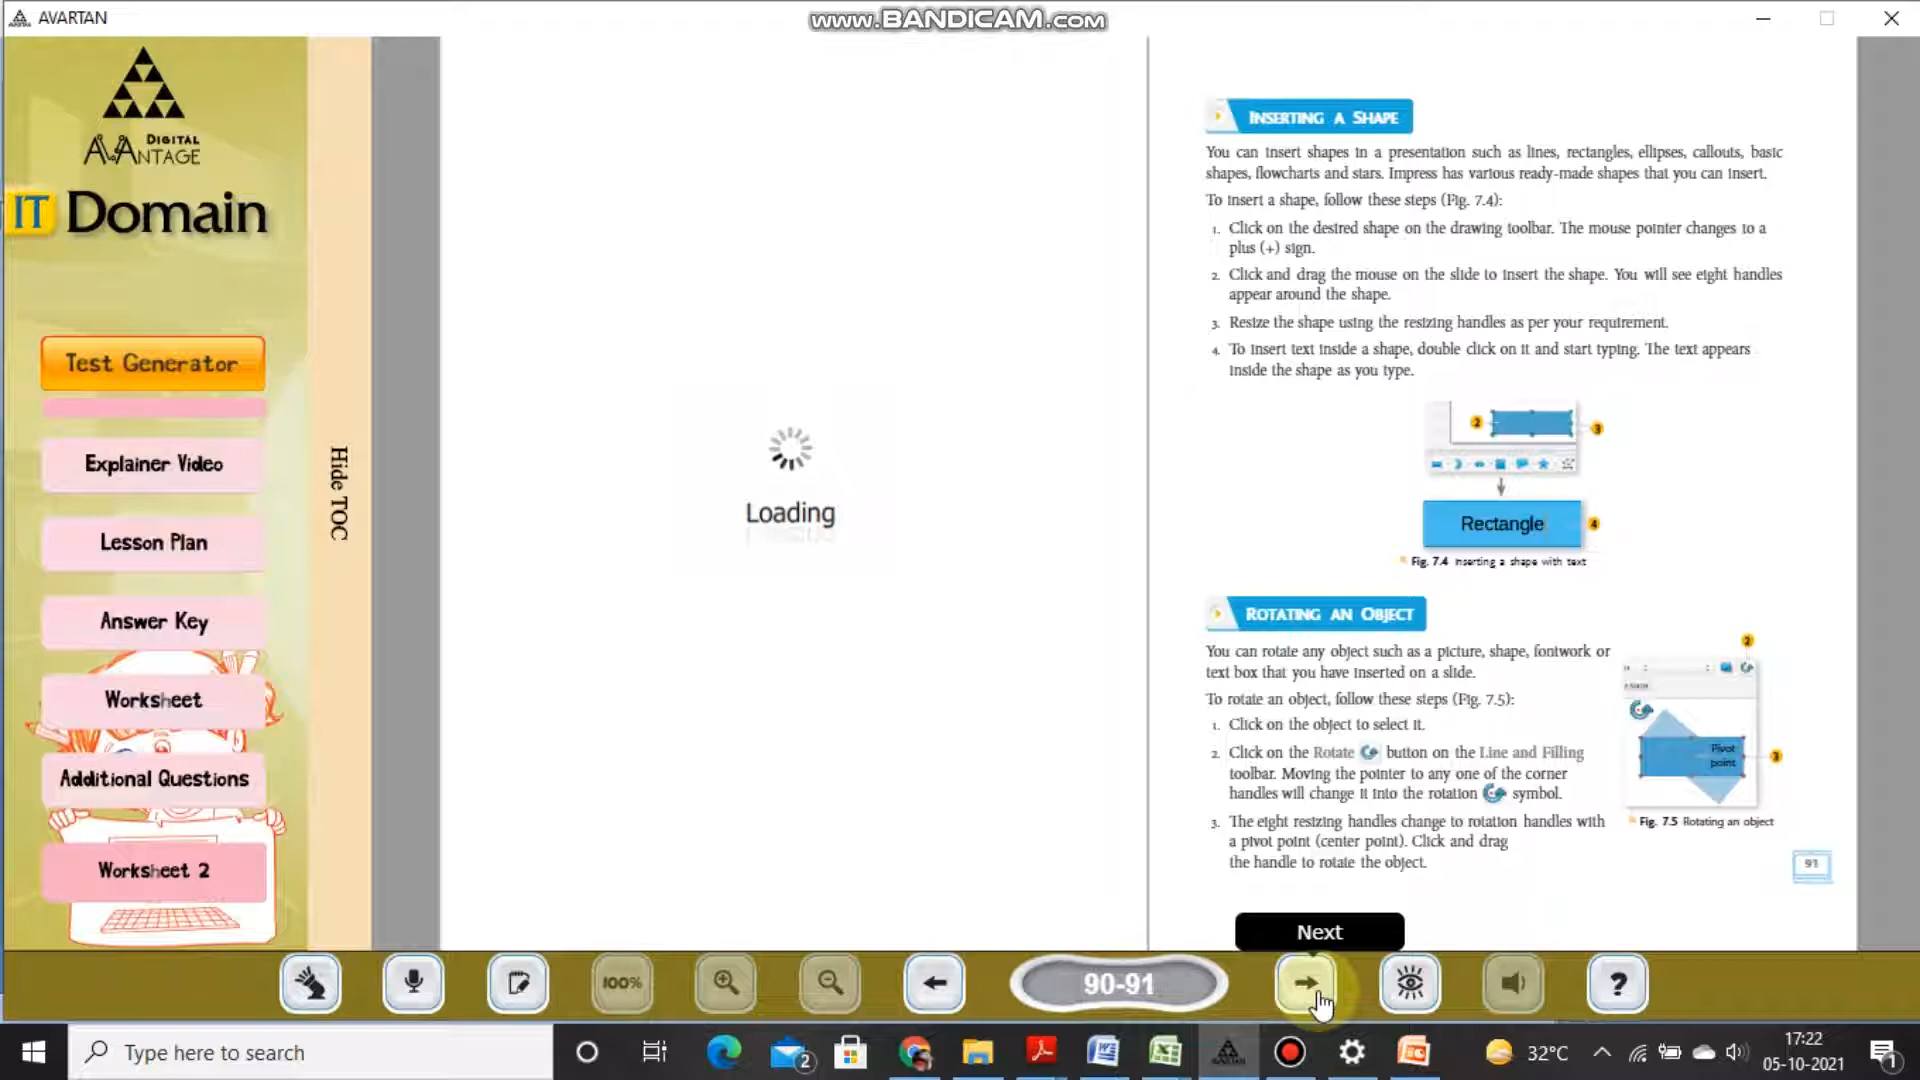 AVARTAN
www.BANDICAM.com
DIGITAL
AVANTAGE
IT Domain
Test Generator
Explainer Video
Lesson Plan
Answer Key
Worksheet
Additional Questions
Worksheet 2
Hide TOC
Loading
INSERTING A SHAPE
You can insert shapes in a presentation such as lines, rectangles, ellipses, callouts, basic
shapes, flowcharts and stars. Impress has various ready-made shapes that you can insert.
To insert a shape, follow these steps (Fig. 7.4):
1. Click on the desired shape on the drawing toolbar. The mouse pointer changes to a
plus (+) sign.
2. Click and drag the mouse on the slide to insert the shape. You will see eight handles
appear around the shape.
3. Resize the shape using the resizing handles as per your requirement.
4. To insert text inside a shape, double click on it and start typing. The text appears
inside the shape as you type.
2
3
Rectangle
4
Fig. 7.4 Inserting a shape with text
ROTATING AN OBJECT
You can rotate any object such as a picture, shape, fontwork or
text box that you have inserted on a slide.
To rotate an object, follow these steps (Fig. 7.5):
1. Click on the object to select it.
2. Click on the Rotate button on the Line and Filling
toolbar. Moving the pointer to any one of the corner
handles will change it into the rotation symbol.
3. The eight resizing handles change to rotation handles with
a pivot point (center point). Click and drag
the handle to rotate the object.
2
Pivot
point
3
Fig. 7.5 Rotating an object
91
Next
100%
90-91
?
Type here to search
2
32°C
17:22
05-10-2021
1